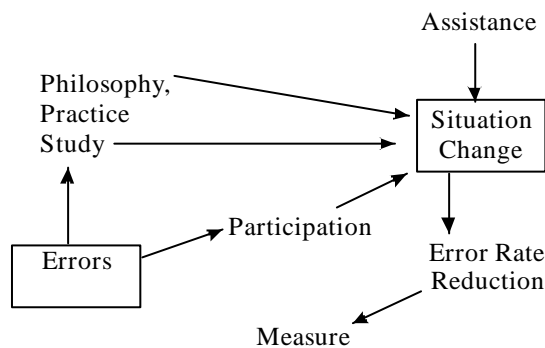 Assistance
Philosophy,
Practice
Study
Situation
Change
Participation
Errors
Error Rate
Reduction
Measure